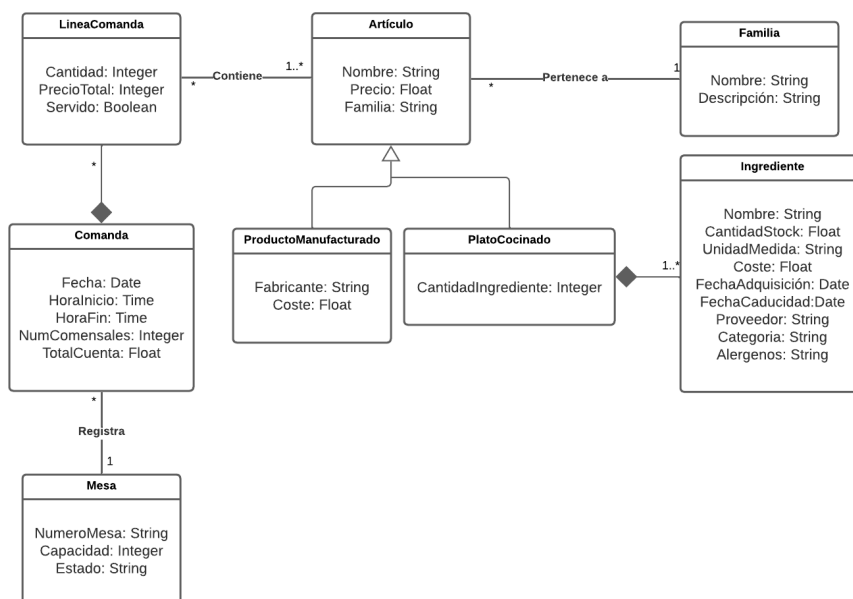 LineaComanda
Cantidad: Integer
PrecioTotal: Integer
Servido: Boolean
*
Contiene
1..*
Artículo
Nombre: String
Precio: Float
Familia: String
*
Pertenece a
1
Familia
Nombre: String
Descripción: String
*
Comanda
Fecha: Date
HoraInicio: Time
HoraFin: Time
NumComensales: Integer
TotalCuenta: Float
ProductoManufacturado
Fabricante: String
Coste: Float
PlatoCocinado
CantidadIngrediente: Integer
1..*
Ingrediente
Nombre: String
CantidadStock: Float
UnidadMedida: String
Coste: Float
FechaAdquisición: Date
FechaCaducidad:Date
Proveedor: String
Categoria: String
Alergenos: String
*
Registra
1
Mesa
NumeroMesa: String
Capacidad: Integer
Estado: String